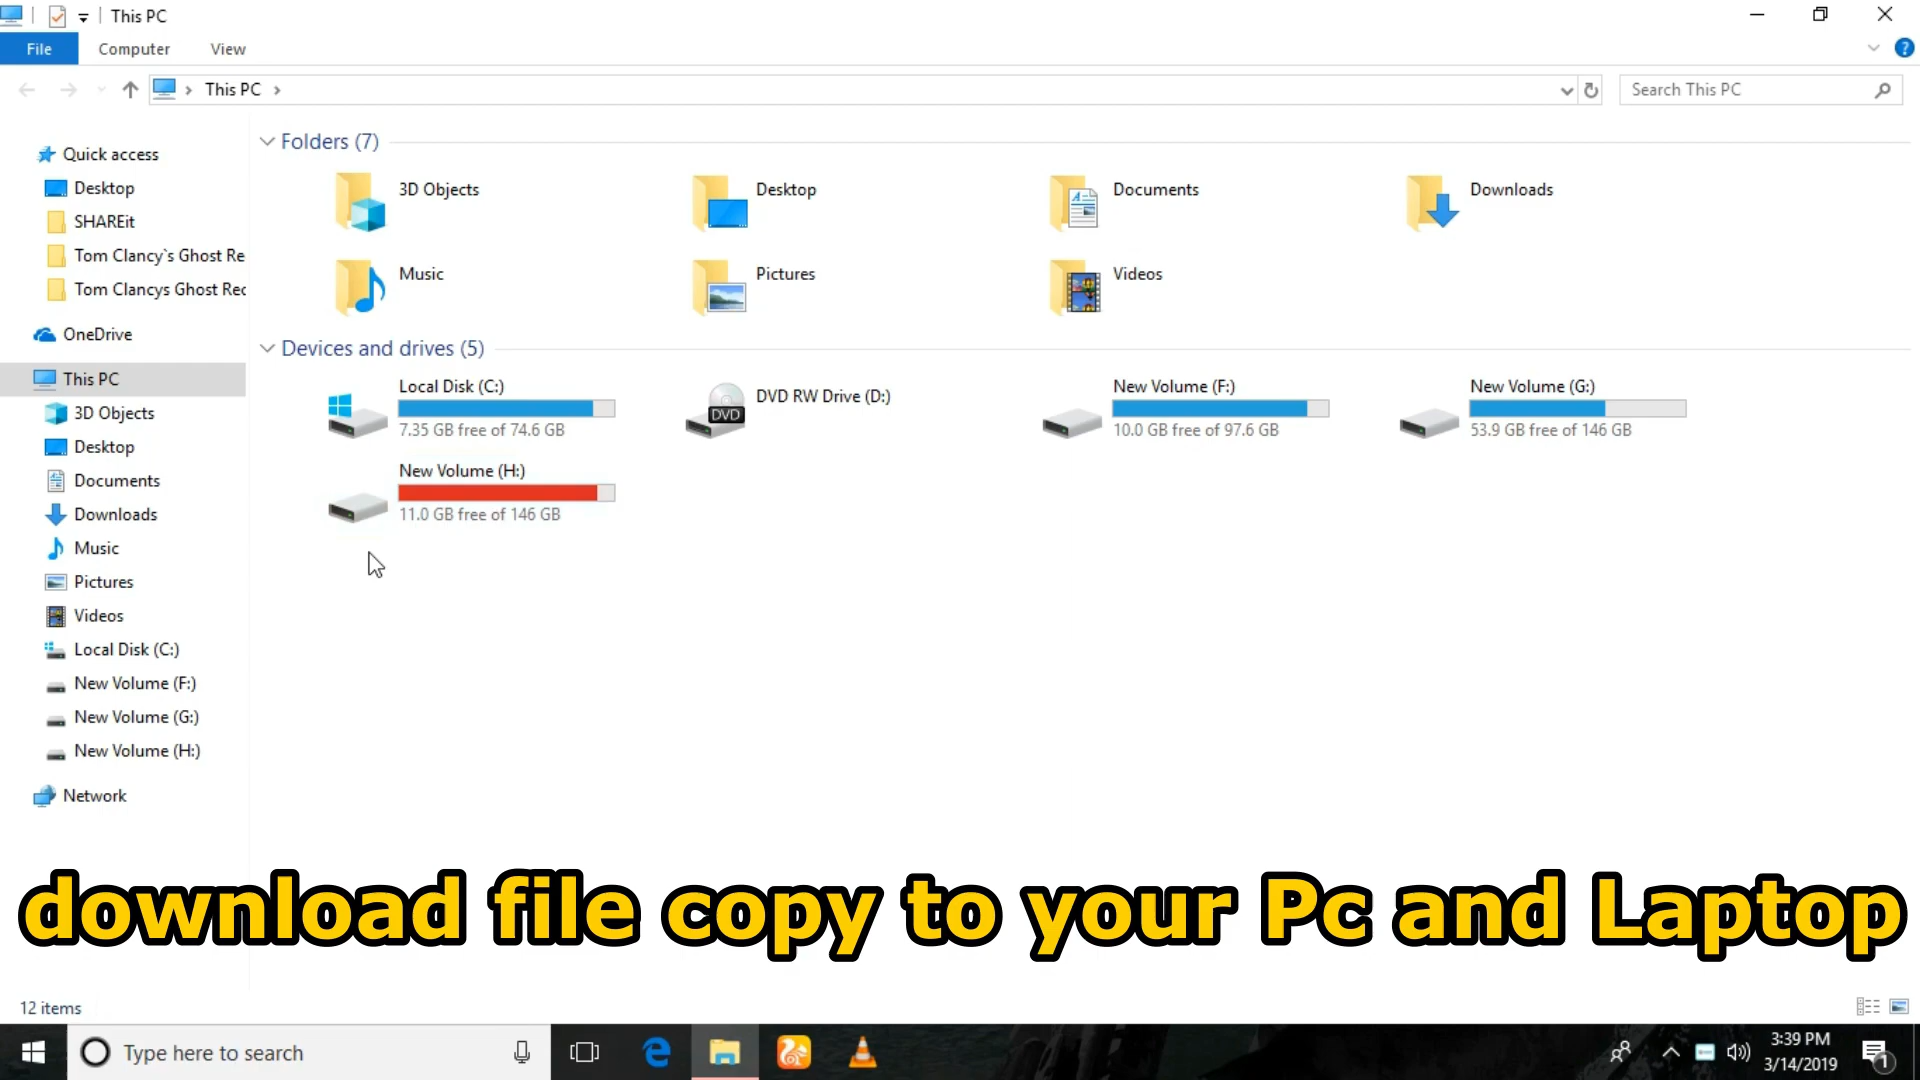 This PC
File
Computer
View
This PC
Search This PC
Quick access
Desktop
SHAREit
Tom Clancy`s Ghost Re
Tom Clancys Ghost Rec
OneDrive
This PC
3D Objects
Desktop
Documents
Downloads
Music
Pictures
Videos
Local Disk (C:)
New Volume (F:)
New Volume (G:)
New Volume (H:)
Network
Folders (7)
3D Objects
Desktop
Documents
Downloads
Music
Pictures
Videos
Devices and drives (5)
Local Disk (C:)
7.35 GB free of 74.6 GB
DVD
DVD RW Drive (D:)
New Volume (F:)
10.0 GB free of 97.6 GB
New Volume (G:)
53.9 GB free of 146 GB
New Volume (H:)
11.0 GB free of 146 GB
download file copy to your Pc and Laptop
12 items
Type here to search
3:39 PM
3/14/2019
1